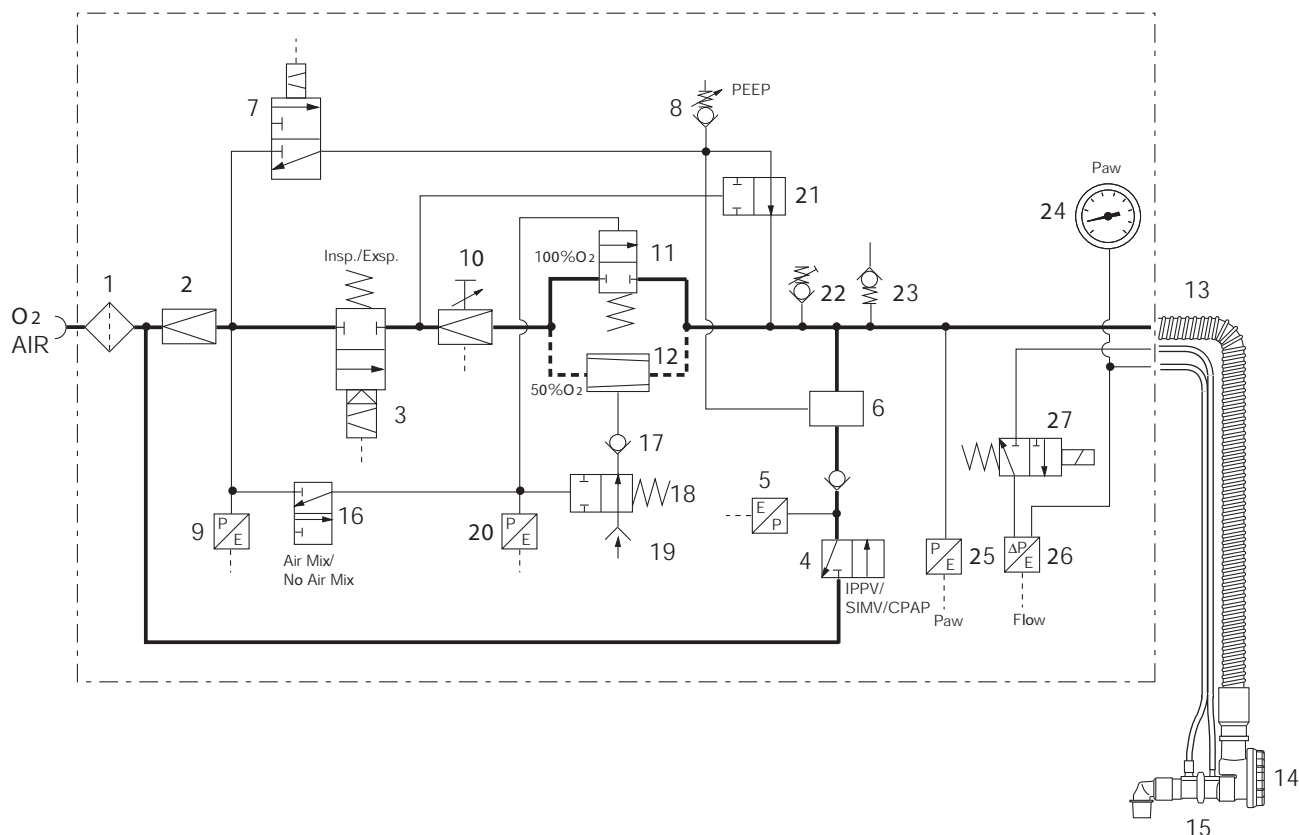 7
8
PEEP
21
Paw
24
Insp./Exsp.
10
100%O2
11
13
1
2
22
23
O2
AIR
12
50%O2
3
6
17
27
5
E
P
18
9
P
E
16
20
P
E
19
4
P
E
25
ΔP
E
26
Air Mix/
No Air Mix
IPPV/
SIMV/CPAP
Paw
Flow
14
15